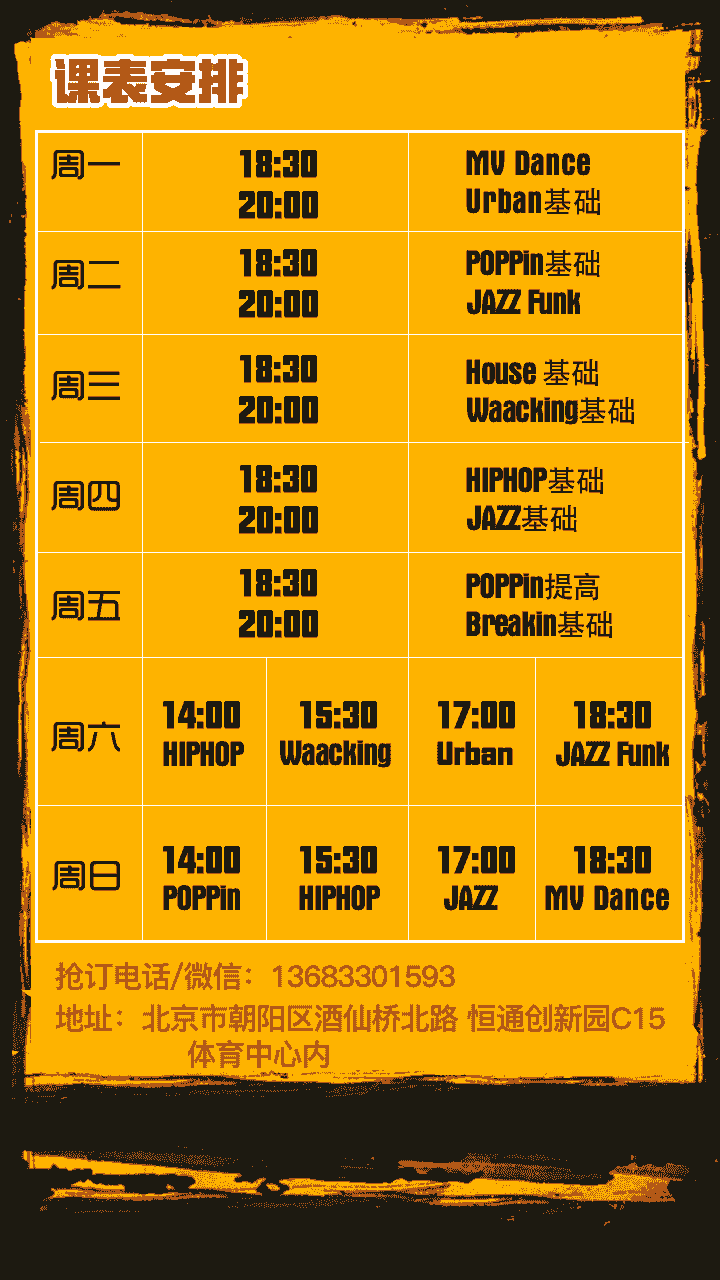 课表安排
周一
18:30
20:00
MV Dance
Urban基础
周二
18:30
20:00
POPPin基础
JAZZ Funk
周三
18:30
20:00
House 基础
Waacking基础
周四
18:30
20:00
HIPHOP基础
JAZZ基础
周五
18:30
20:00
POPPin提高
Breakin基础
周六
14:00
HIPHOP
15:30
Waacking
17:00
Urban
18:30
JAZZ Funk
周日
14:00
POPPin
15:30
HIPHOP
17:00
JAZZ
18:30
MV Dance
抢订电话/微信：13683301593
地址：北京市朝阳区酒仙桥北路 恒通创新园C15
体育中心内